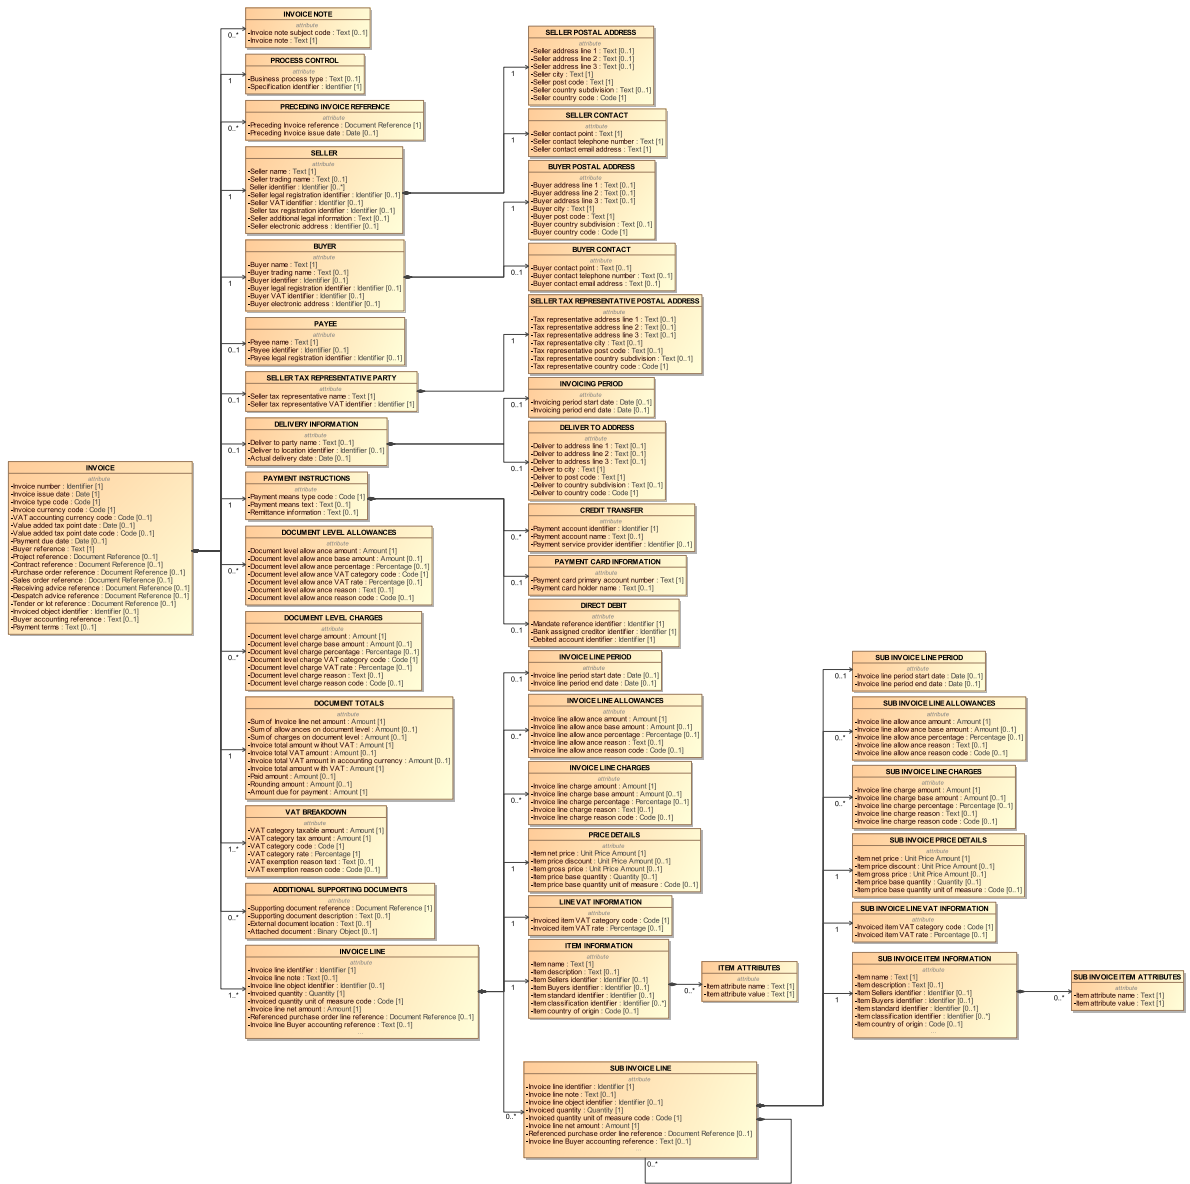 INVOICE
attribute
-Invoice number : Identifier [1]
-Invoice issue date : Date [1]
-Invoice type code : Code [1]
-Invoice currency code : Code [1]
-VAT accounting currency code : Code [0..1]
-Value added tax point date : Date [0..1]
-Value added tax point date code : Code [0..1]
-Payment due date : Date [0..1]
-Buyer reference : Text [1]
-Project reference : Document Reference [0..1]
-Contract reference : Document Reference [0..1]
-Purchase order reference : Document Reference [0..1]
-Sales order reference : Document Reference [0..1]
-Receiving advice reference : Document Reference [0..1]
-Despatch advice reference : Document Reference [0..1]
-Tender or lot reference : Document Reference [0..1]
-Invoiced object identifier : Identifier [0..1]
-Buyer accounting reference : Text [0..1]
-Payment terms : Text [0..1]
0..*
INVOICE NOTE
attribute
-Invoice note subject code : Text [0..1]
-Invoice note : Text [1]
1
PROCESS CONTROL
attribute
-Business process type : Text [0..1]
-Specification identifier : Identifier [1]
0..*
PRECEDING INVOICE REFERENCE
attribute
-Preceding Invoice reference : Document Reference [1]
-Preceding Invoice issue date : Date [0..1]
1
SELLER
attribute
-Seller name : Text [1]
-Seller trading name : Text [0..1]
Seller identifier : Identifier [0..*]
-Seller legal registration identifier : Identifier [0..1]
-Seller VAT identifier : Identifier [0..1]
Seller tax registration identifier : Identifier [0..1]
-Seller additional legal information : Text [0..1]
-Seller electronic address : Identifier [0..1]
1
BUYER
attribute
-Buyer name : Text [1]
-Buyer trading name : Text [0..1]
-Buyer identifier : Identifier [0..1]
-Buyer legal registration identifier : Identifier [0..1]
-Buyer VAT identifier : Identifier [0..1]
-Buyer electronic address : Identifier [0..1]
0..1
PAYEE
attribute
-Payee name : Text [1]
-Payee identifier : Identifier [0..1]
-Payee legal registration identifier : Identifier [0..1]
0..1
SELLER TAX REPRESENTATIVE PARTY
attribute
-Seller tax representative name : Text [1]
-Seller tax representative VAT identifier : Identifier [1]
0..1
DELIVERY INFORMATION
attribute
-Deliver to party name : Text [0..1]
-Deliver to location identifier : Identifier [0..1]
-Actual delivery date : Date [0..1]
1
PAYMENT INSTRUCTIONS
attribute
-Payment means type code : Code [1]
-Payment means text : Text [0..1]
-Remittance information : Text [0..1]
0..*
DOCUMENT LEVEL ALLOWANCES
attribute
-Document level allowance amount : Amount [1]
-Document level allowance base amount : Amount [0..1]
-Document level allowance percentage : Percentage [0..1]
-Document level allowance VAT category code : Code [1]
-Document level allowance VAT rate : Percentage [0..1]
-Document level allowance reason : Text [0..1]
-Document level allowance reason code : Code [0..1]
0..*
DOCUMENT LEVEL CHARGES
attribute
-Document level charge amount : Amount [1]
-Document level charge base amount : Amount [0..1]
-Document level charge percentage : Percentage [0..1]
-Document level charge VAT category code : Code [1]
-Document level charge VAT rate : Percentage [0..1]
-Document level charge reason : Text [0..1]
-Document level charge reason code : Code [0..1]
1
DOCUMENT TOTALS
attribute
-Sum of Invoice line net amount : Amount [1]
-Sum of allowances on document level : Amount [0..1]
-Sum of charges on document level : Amount [0..1]
-Invoice total amount without VAT : Amount [1]
-Invoice total VAT amount : Amount [0..1]
-Invoice total VAT amount in accounting currency : Amount [0..1]
-Invoice total amount with VAT : Amount [1]
-Paid amount : Amount [0..1]
-Rounding amount : Amount [0..1]
-Amount due for payment : Amount [1]
1..*
VAT BREAKDOWN
attribute
-VAT category taxable amount : Amount [1]
-VAT category tax amount : Amount [1]
-VAT category code : Code [1]
-VAT category rate : Percentage [1]
-VAT exemption reason text : Text [0..1]
-VAT exemption reason code : Code [0..1]
0..*
ADDITIONAL SUPPORTING DOCUMENTS
attribute
-Supporting document reference : Document Reference [1]
-Supporting document description : Text [0..1]
-External document location : Text [0..1]
-Attached document : Binary Object [0..1]
1..*
INVOICE LINE
attribute
-Invoice line identifier : Identifier [1]
-Invoice line note : Text [0..1]
-Invoice line object identifier : Identifier [0..1]
-Invoiced quantity : Quantity [1]
-Invoiced quantity unit of measure code : Code [1]
-Invoice line net amount : Amount [1]
-Referenced purchase order line reference : Document Reference [0..1]
-Invoice line Buyer accounting reference : Text [0..1]
...
1
SELLER POSTAL ADDRESS
attribute
-Seller address line 1 : Text [0..1]
-Seller address line 2 : Text [0..1]
-Seller address line 3 : Text [0..1]
-Seller city : Text [1]
-Seller post code : Text [1]
-Seller country subdivision : Text [0..1]
-Seller country code : Code [1]
1
SELLER CONTACT
attribute
-Seller contact point : Text [1]
-Seller contact telephone number : Text [1]
-Seller contact email address : Text [1]
1
BUYER POSTAL ADDRESS
attribute
-Buyer address line 1 : Text [0..1]
-Buyer address line 2 : Text [0..1]
-Buyer address line 3 : Text [0..1]
-Buyer city : Text [1]
-Buyer post code : Text [1]
-Buyer country subdivision : Text [0..1]
-Buyer country code : Code [1]
0..1
BUYER CONTACT
attribute
-Buyer contact point : Text [0..1]
-Buyer contact telephone number : Text [0..1]
-Buyer contact email address : Text [0..1]
1
SELLER TAX REPRESENTATIVE POSTAL ADDRESS
attribute
-Tax representative address line 1 : Text [0..1]
-Tax representative address line 2 : Text [0..1]
-Tax representative address line 3 : Text [0..1]
-Tax representative city : Text [0..1]
-Tax representative post code : Text [0..1]
-Tax representative country subdivision : Text [0..1]
-Tax representative country code : Code [1]
0..1
INVOICING PERIOD
attribute
-Invoicing period start date : Date [0..1]
-Invoicing period end date : Date [0..1]
0..1
DELIVER TO ADDRESS
attribute
-Deliver to address line 1 : Text [0..1]
-Deliver to address line 2 : Text [0..1]
-Deliver to address line 3 : Text [0..1]
-Deliver to city : Text [1]
-Deliver to post code : Text [1]
-Deliver to country subdivision : Text [0..1]
-Deliver to country code : Code [1]
0..*
CREDIT TRANSFER
attribute
-Payment account identifier : Identifier [1]
-Payment account name : Text [0..1]
-Payment service provider identifier : Identifier [0..1]
0..1
PAYMENT CARD INFORMATION
attribute
-Payment card primary account number : Text [1]
-Payment card holder name : Text [0..1]
0..1
DIRECT DEBIT
attribute
-Mandate reference identifier : Identifier [1]
-Bank assigned creditor identifier : Identifier [1]
-Debited account identifier : Identifier [1]
0..1
INVOICE LINE PERIOD
attribute
-Invoice line period start date : Date [0..1]
-Invoice line period end date : Date [0..1]
0..*
INVOICE LINE ALLOWANCES
attribute
-Invoice line allowance amount : Amount [1]
-Invoice line allowance base amount : Amount [0..1]
-Invoice line allowance percentage : Percentage [0..1]
-Invoice line allowance reason : Text [0..1]
-Invoice line allowance reason code : Code [0..1]
0..*
INVOICE LINE CHARGES
attribute
-Invoice line charge amount : Amount [1]
-Invoice line charge base amount : Amount [0..1]
-Invoice line charge percentage : Percentage [0..1]
-Invoice line charge reason : Text [0..1]
-Invoice line charge reason code : Code [0..1]
1
PRICE DETAILS
attribute
-Item net price : Unit Price Amount [1]
-Item price discount : Unit Price Amount [0..1]
-Item gross price : Unit Price Amount [0..1]
-Item price base quantity : Quantity [0..1]
-Item price base quantity unit of measure : Code [0..1]
1
LINE VAT INFORMATION
attribute
-Invoiced item VAT category code : Code [1]
-Invoiced item VAT rate : Percentage [0..1]
1
ITEM INFORMATION
attribute
-Item name : Text [1]
-Item description : Text [0..1]
-Item Sellers identifier : Identifier [0..1]
-Item Buyers identifier : Identifier [0..1]
-Item standard identifier : Identifier [0..1]
-Item classification identifier : Identifier [0..*]
-Item country of origin : Code [0..1]
0..*
ITEM ATTRIBUTES
attribute
-Item attribute name : Text [1]
-Item attribute value : Text [1]
0..*
SUB INVOICE LINE
attribute
-Invoice line identifier : Identifier [1]
-Invoice line note : Text [0..1]
-Invoice line object identifier : Identifier [0..1]
-Invoiced quantity : Quantity [1]
-Invoiced quantity unit of measure code : Code [1]
-Invoice line net amount : Amount [1]
-Referenced purchase order line reference : Document Reference [0..1]
-Invoice line Buyer accounting reference : Text [0..1]
...
0..*
0..1
SUB INVOICE LINE PERIOD
attribute
-Invoice line period start date : Date [0..1]
-Invoice line period end date : Date [0..1]
0..*
SUB INVOICE LINE ALLOWANCES
attribute
-Invoice line allowance amount : Amount [1]
-Invoice line allowance base amount : Amount [0..1]
-Invoice line allowance percentage : Percentage [0..1]
-Invoice line allowance reason : Text [0..1]
-Invoice line allowance reason code : Code [0..1]
0..*
SUB INVOICE LINE CHARGES
attribute
-Invoice line charge amount : Amount [1]
-Invoice line charge base amount : Amount [0..1]
-Invoice line charge percentage : Percentage [0..1]
-Invoice line charge reason : Text [0..1]
-Invoice line charge reason code : Code [0..1]
1
SUB INVOICE PRICE DETAILS
attribute
-Item net price : Unit Price Amount [1]
-Item price discount : Unit Price Amount [0..1]
-Item gross price : Unit Price Amount [0..1]
-Item price base quantity : Quantity [0..1]
-Item price base quantity unit of measure : Code [0..1]
1
SUB INVOICE LINE VAT INFORMATION
attribute
-Invoiced item VAT category code : Code [1]
-Invoiced item VAT rate : Percentage [0..1]
1
SUB INVOICE ITEM INFORMATION
attribute
-Item name : Text [1]
-Item description : Text [0..1]
-Item Sellers identifier : Identifier [0..1]
-Item Buyers identifier : Identifier [0..1]
-Item standard identifier : Identifier [0..1]
-Item classification identifier : Identifier [0..*]
-Item country of origin : Code [0..1]
...
0..*
SUB INVOICE ITEM ATTRIBUTES
attribute
-Item attribute name : Text [1]
-Item attribute value : Text [1]